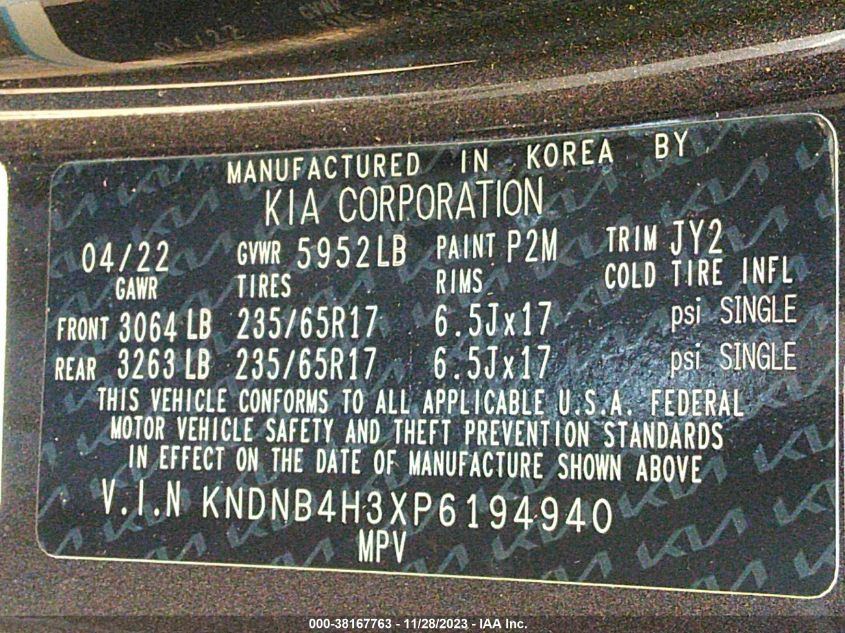 MANUFACTURED IN KOREA BY
KIA CORPORATION
04/22 GVWR 5952LB PAINT P2M TRIM JY2
GAWR TIRES RIMS COLD TIRE INFL
FRONT 3064 LB 235/65R17 6.5Jx17 psi SINGLE
REAR 3263 LB 235/65R17 6.5Jx17 psi SINGLE
THIS VEHICLE CONFORMS TO ALL APPLICABLE U.S.A. FEDERAL
MOTOR VEHICLE SAFETY AND THEFT PREVENTION STANDARDS
IN EFFECT ON THE DATE OF MANUFACTURE SHOWN ABOVE
V.I.N KNDNB4H3XP6194940
MPV
000-38167763 - 11/28/2023 - IAA Inc.